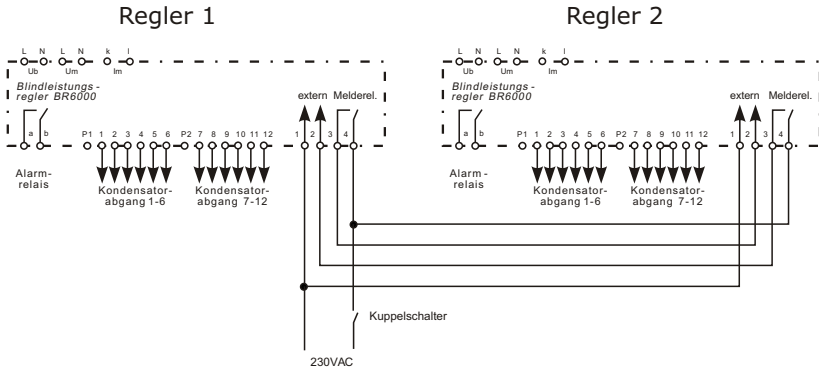 Regler 1
Regler 2
L N L N k l
Ub Um Im
Blindleistungs-
regler BR6000
extern Melderel.
a b P1 1 2 3 4 5 6 P2 7 8 9 10 11 12 1 2 3 4
Alarm-
relais
Kondensator-
abgang 1-6
Kondensator-
abgang 7-12
L N L N k l
Ub Um Im
Blindleistungs-
regler BR6000
extern Melderel.
a b P1 1 2 3 4 5 6 P2 7 8 9 10 11 12 1 2 3 4
Alarm-
relais
Kondensator-
abgang 1-6
Kondensator-
abgang 7-12
Kuppelschalter
230VAC